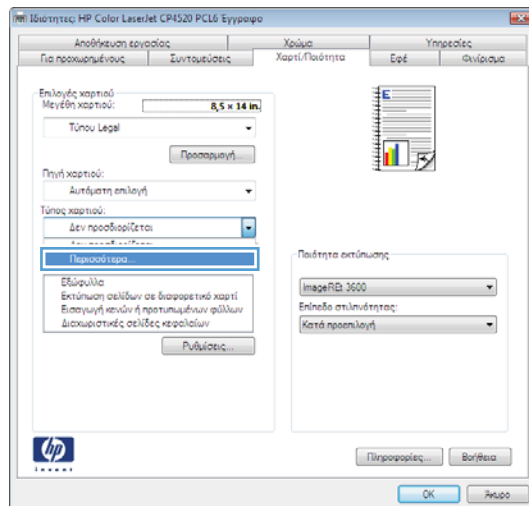 Ιδιότητες: HP Color LaserJet CP4520 PCL6 Έγγραφο
Αποθήκευση εργασίας
Χρώμα
Υπηρεσίες
Για προχωρημένους
Συντομεύσεις
Χαρτί/Ποιότητα
Εφέ
Φινίρισμα
Επιλογές χαρτιού
Μεγέθη χαρτιού:
8,5 × 14 in.
Τύπου Legal
Προσαρμογή...
Πηγή χαρτιού:
Αυτόματη επιλογή
Τύπος χαρτιού:
Δεν προσδιορίζεται
Περισσότερα...
Εξώφυλλα
Εκτύπωση σελίδων σε διαφορετικό χαρτί
Εισαγωγή κενών ή προτυπωμένων φύλλων
Διαχωριστικές σελίδες κεφαλαίων
Ρυθμίσεις...
E
Ποιότητα εκτύπωσης
ImageREt 3600
Επίπεδο στιλπνότητας:
Κατά προεπιλογή
hp
invent
Πληροφορίες...
Βοήθεια
OK
Άκυρο